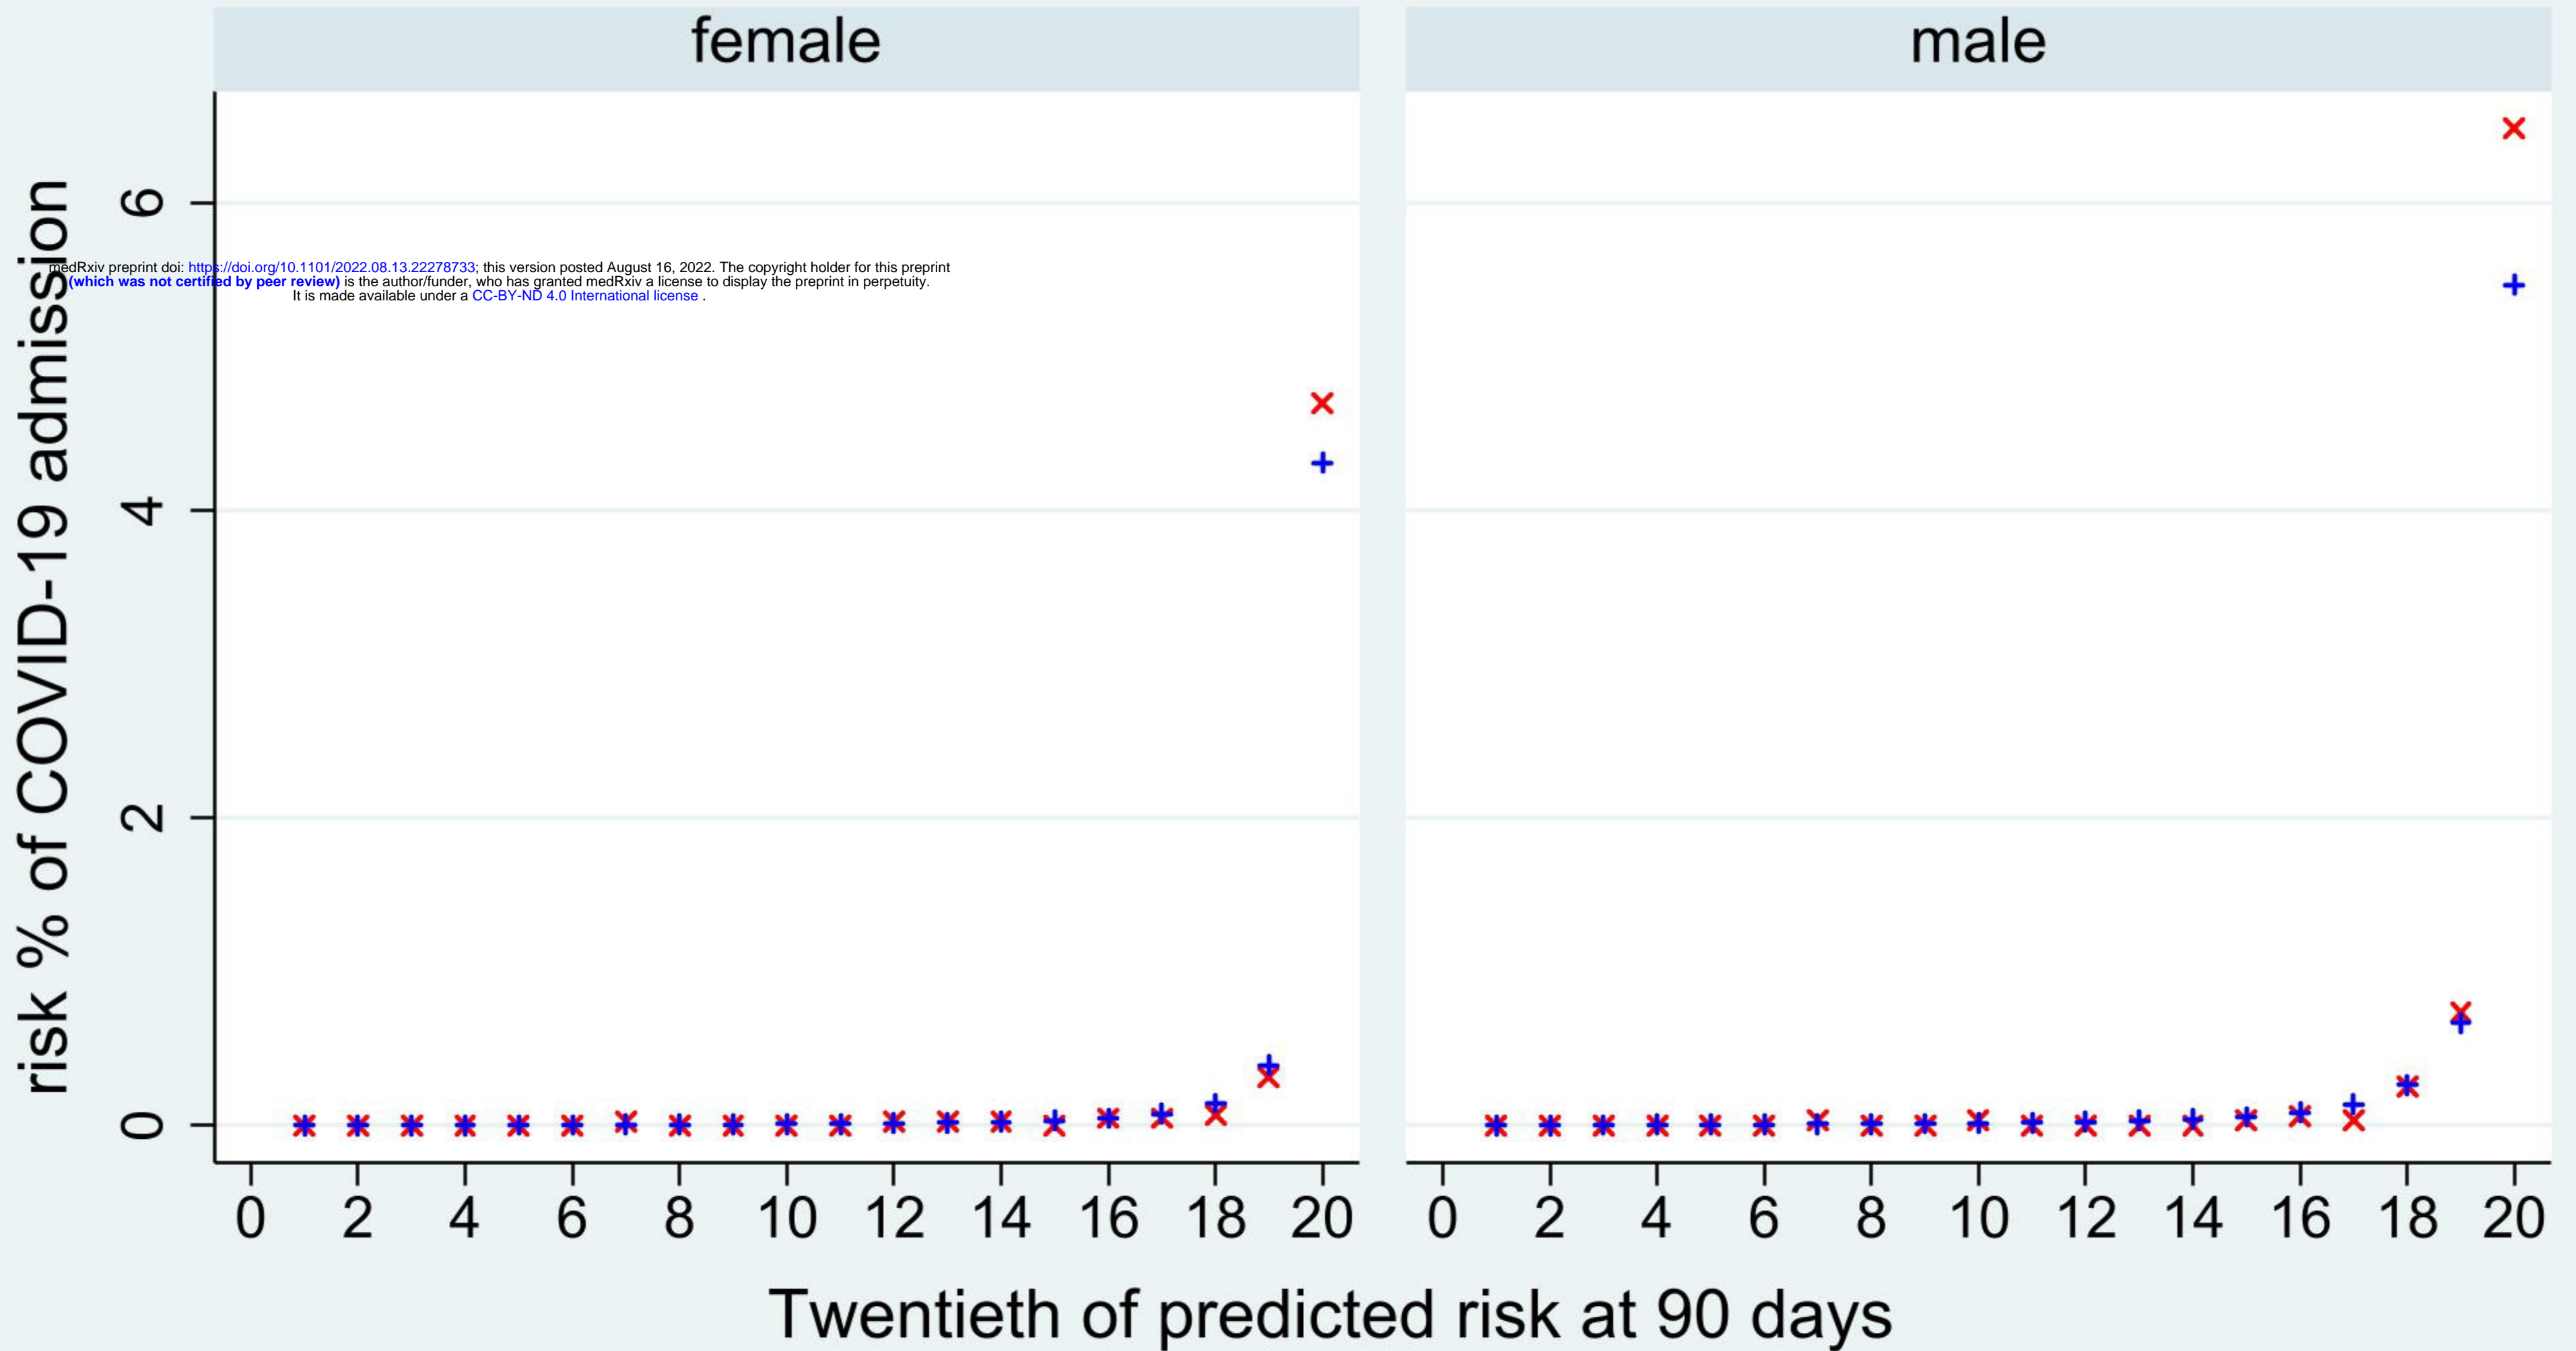 female
male
risk % of COVID-19 admission
6
4
2
0
medRxiv preprint doi: https://doi.org/10.1101/2022.08.13.22278733; this version posted August 16, 2022. The copyright holder for this preprint
(which was not certified by peer review) is the author/funder, who has granted medRxiv a license to display the preprint in perpetuity.
It is made available under a CC-BY-ND 4.0 International license .
0 2 4 6 8 10 12 14 16 18 20
0 2 4 6 8 10 12 14 16 18 20
Twentieth of predicted risk at 90 days